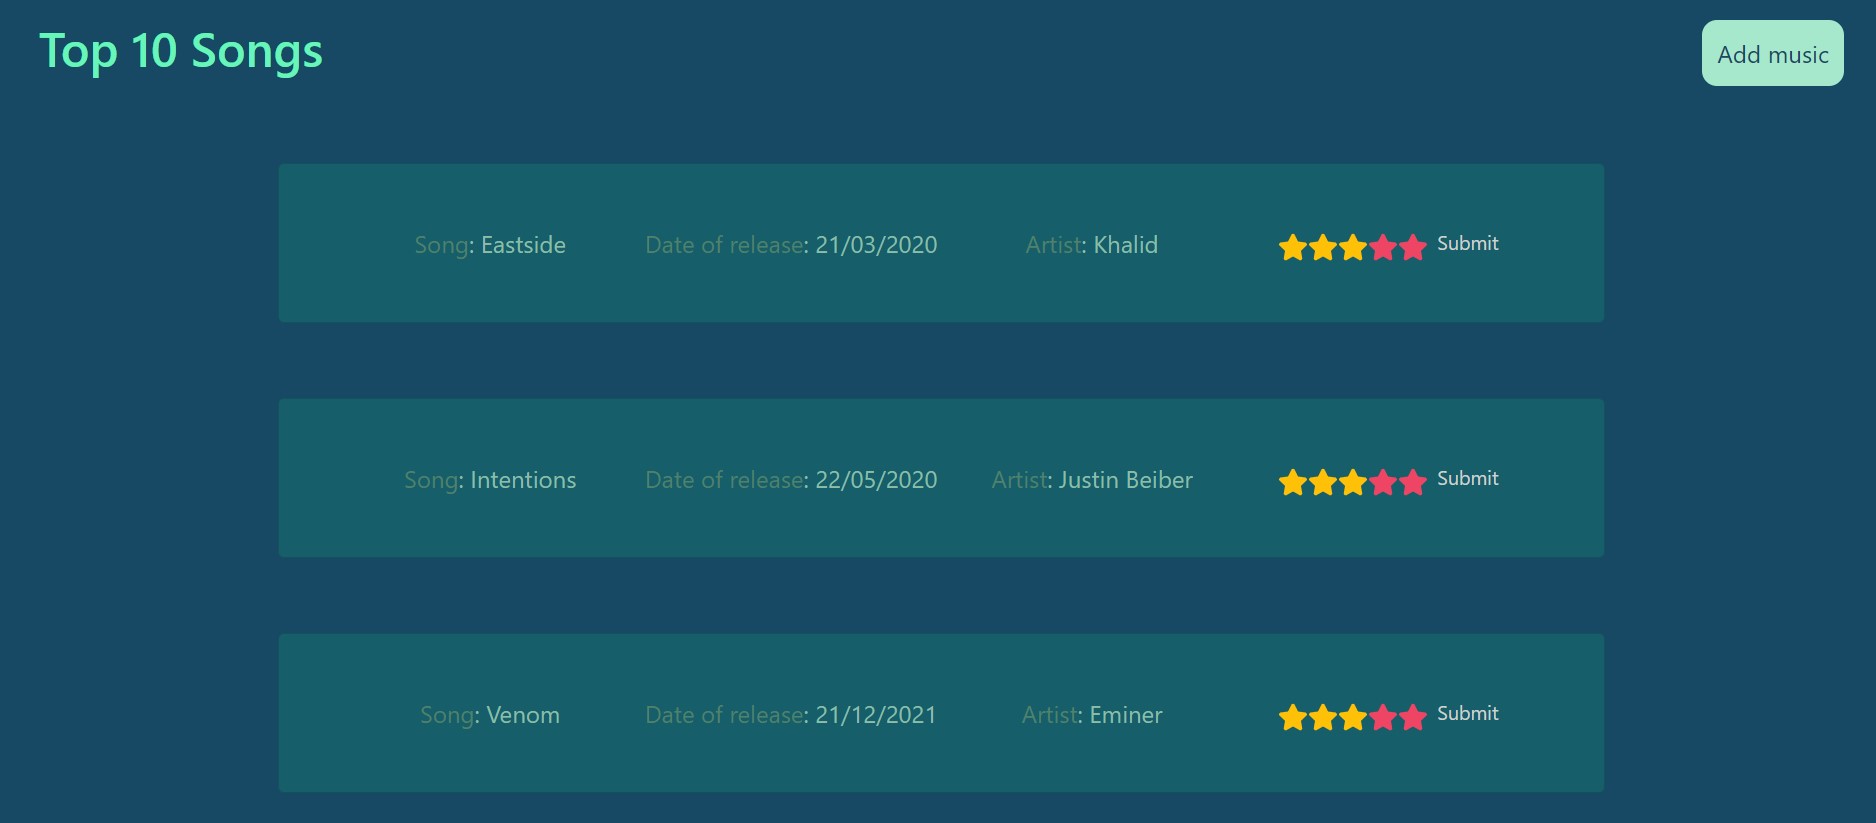 Top 10 Songs
Add music
Song: Eastside Date of release: 21/03/2020 Artist: Khalid Submit
Song: Intentions Date of release: 22/05/2020 Artist: Justin Beiber Submit
Song: Venom Date of release: 21/12/2021 Artist: Eminer Submit